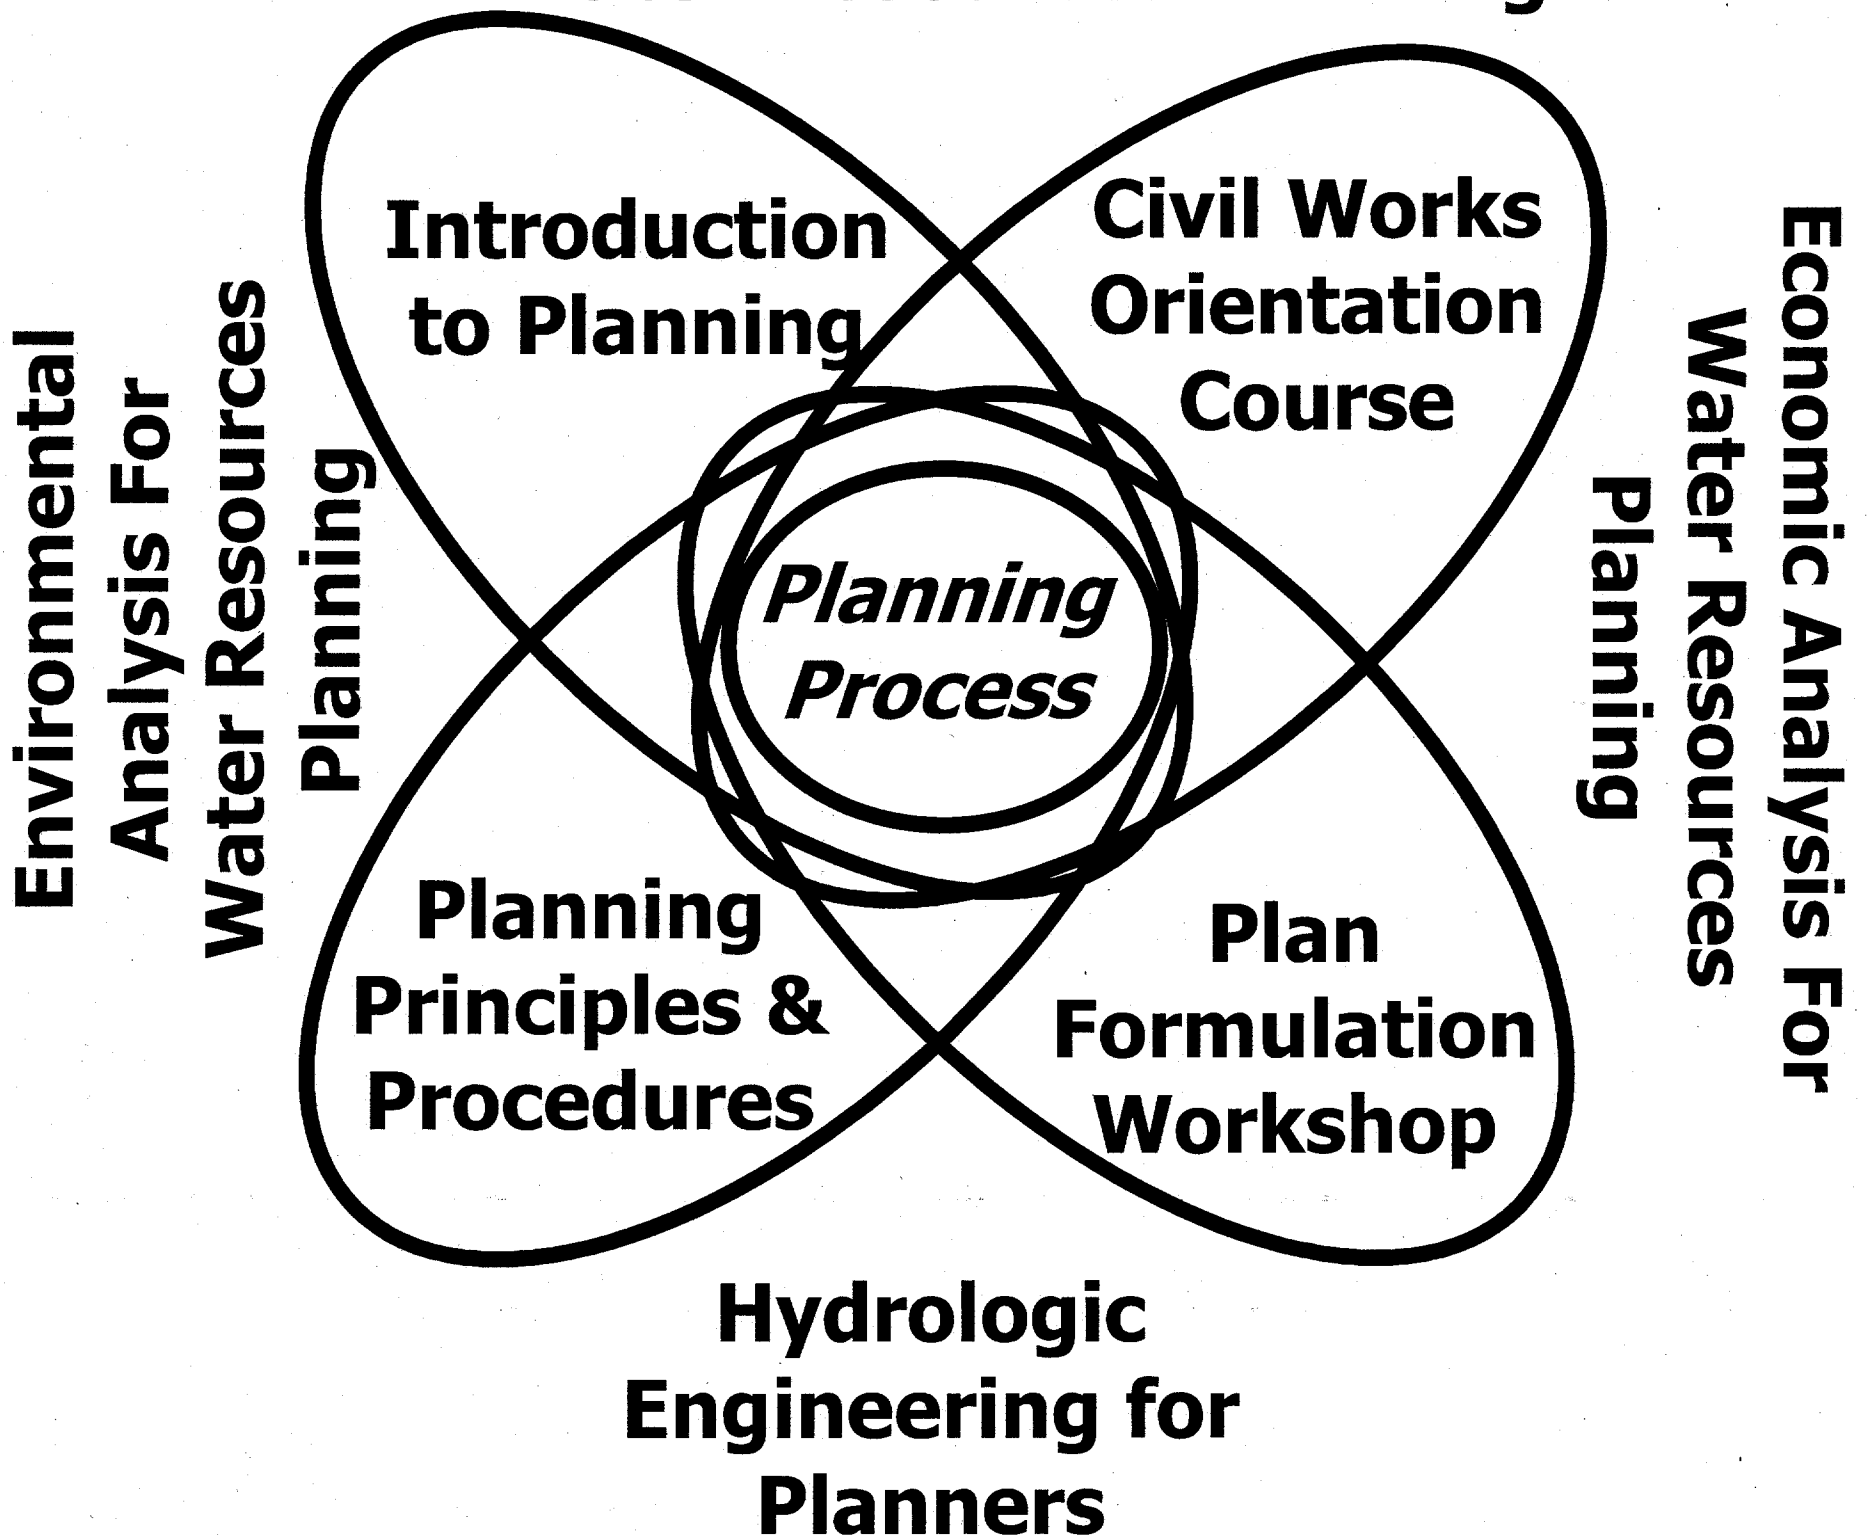 Introduction
to Planning
Civil Works
Orientation
Course
Environmental
Analysis For
Water Resources
Planning
Economic Analysis For
Water Resources
Planning
Planning
Process
Planning
Principles &
Procedures
Plan
Formulation
Workshop
Hydrologic
Engineering for
Planners